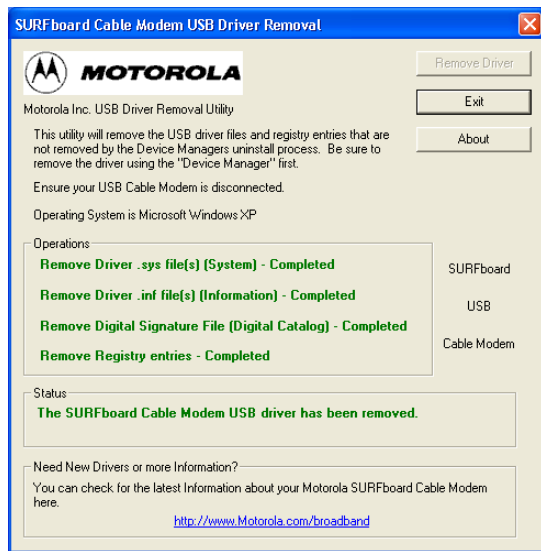 SURFboard Cable Modem USB Driver Removal
MOTOROLA
Remove Driver
Exit
About
Motorola Inc. USB Driver Removal Utility
This utility will remove the USB driver files and registry entries that are
not removed by the Device Managers uninstall process. Be sure to
remove the driver using the "Device Manager" first.
Ensure your USB Cable Modem is disconnected.
Operating System is Microsoft Windows XP
Operations
Remove Driver .sys file(s) (System) - Completed
Remove Driver .inf file(s) (Information) - Completed
Remove Digital Signature File (Digital Catalog) - Completed
Remove Registry entries - Completed
SURFboard
USB
Cable Modem
Status
The SURFboard Cable Modem USB driver has been removed.
Need New Drivers or more Information?
You can check for the latest Information about your Motorola SURFboard Cable Modem
here.
http://www.Motorola.com/broadband